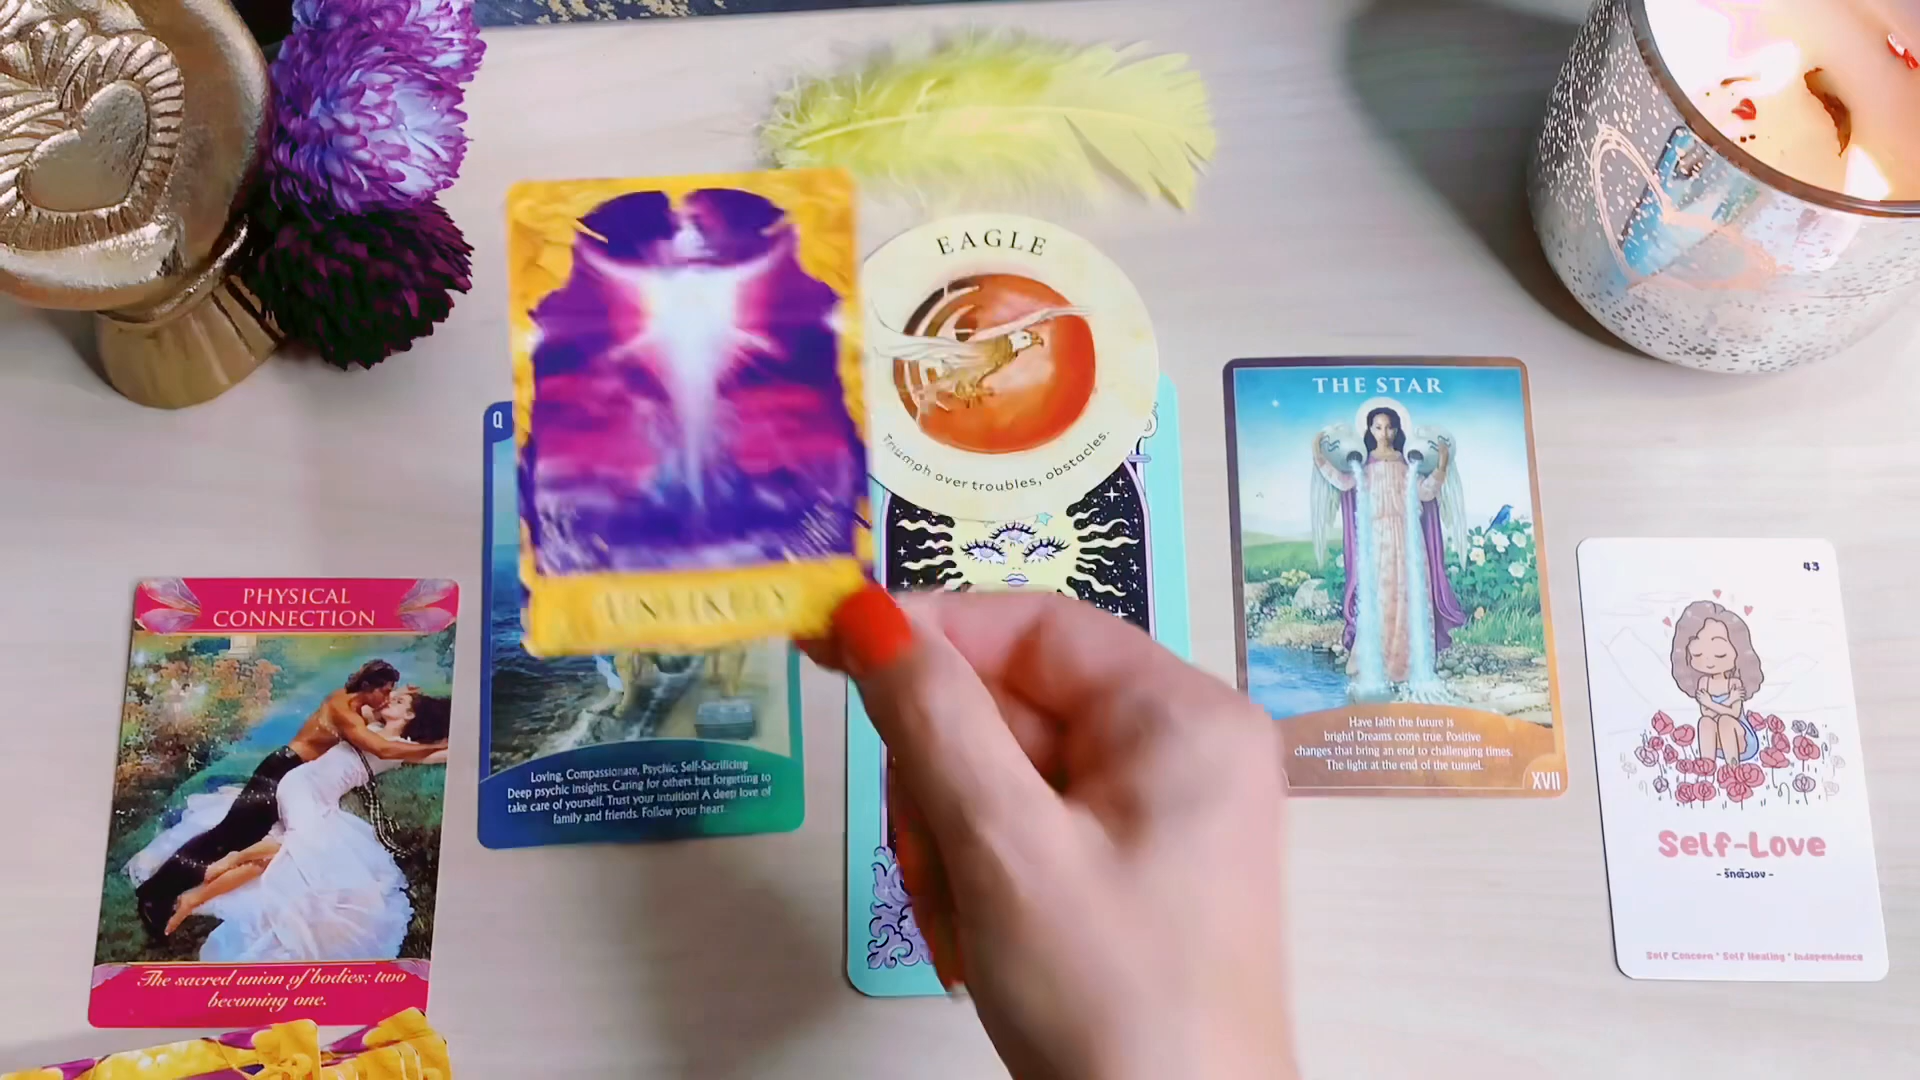 EAGLE
Triumph over troubles, obstacles.
THE STAR
Have faith the future is
bright! Dreams come true. Positive
changes that bring an end to challenging times.
The light at the end of the tunnel.
XVII
Q
Loving, Compassionate, Psychic, Self-Sacrificing
Deep psychic insights. Caring for others but forgetting to
take care of yourself. Trust your intuition! A deep love of
family and friends. Follow your heart.
PHYSICAL
CONNECTION
The sacred union of bodies; two
becoming one.
43
Self-Love
- รักตัวเอง -
Self Concern * Self Healing * Independence